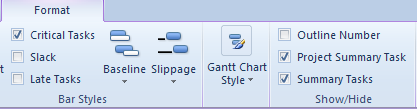 Format
Critical Tasks
Slack
Late Tasks
Baseline
Slippage
Bar Styles
Gantt Chart
Style
Outline Number
Project Summary Task
Summary Tasks
Show/Hide